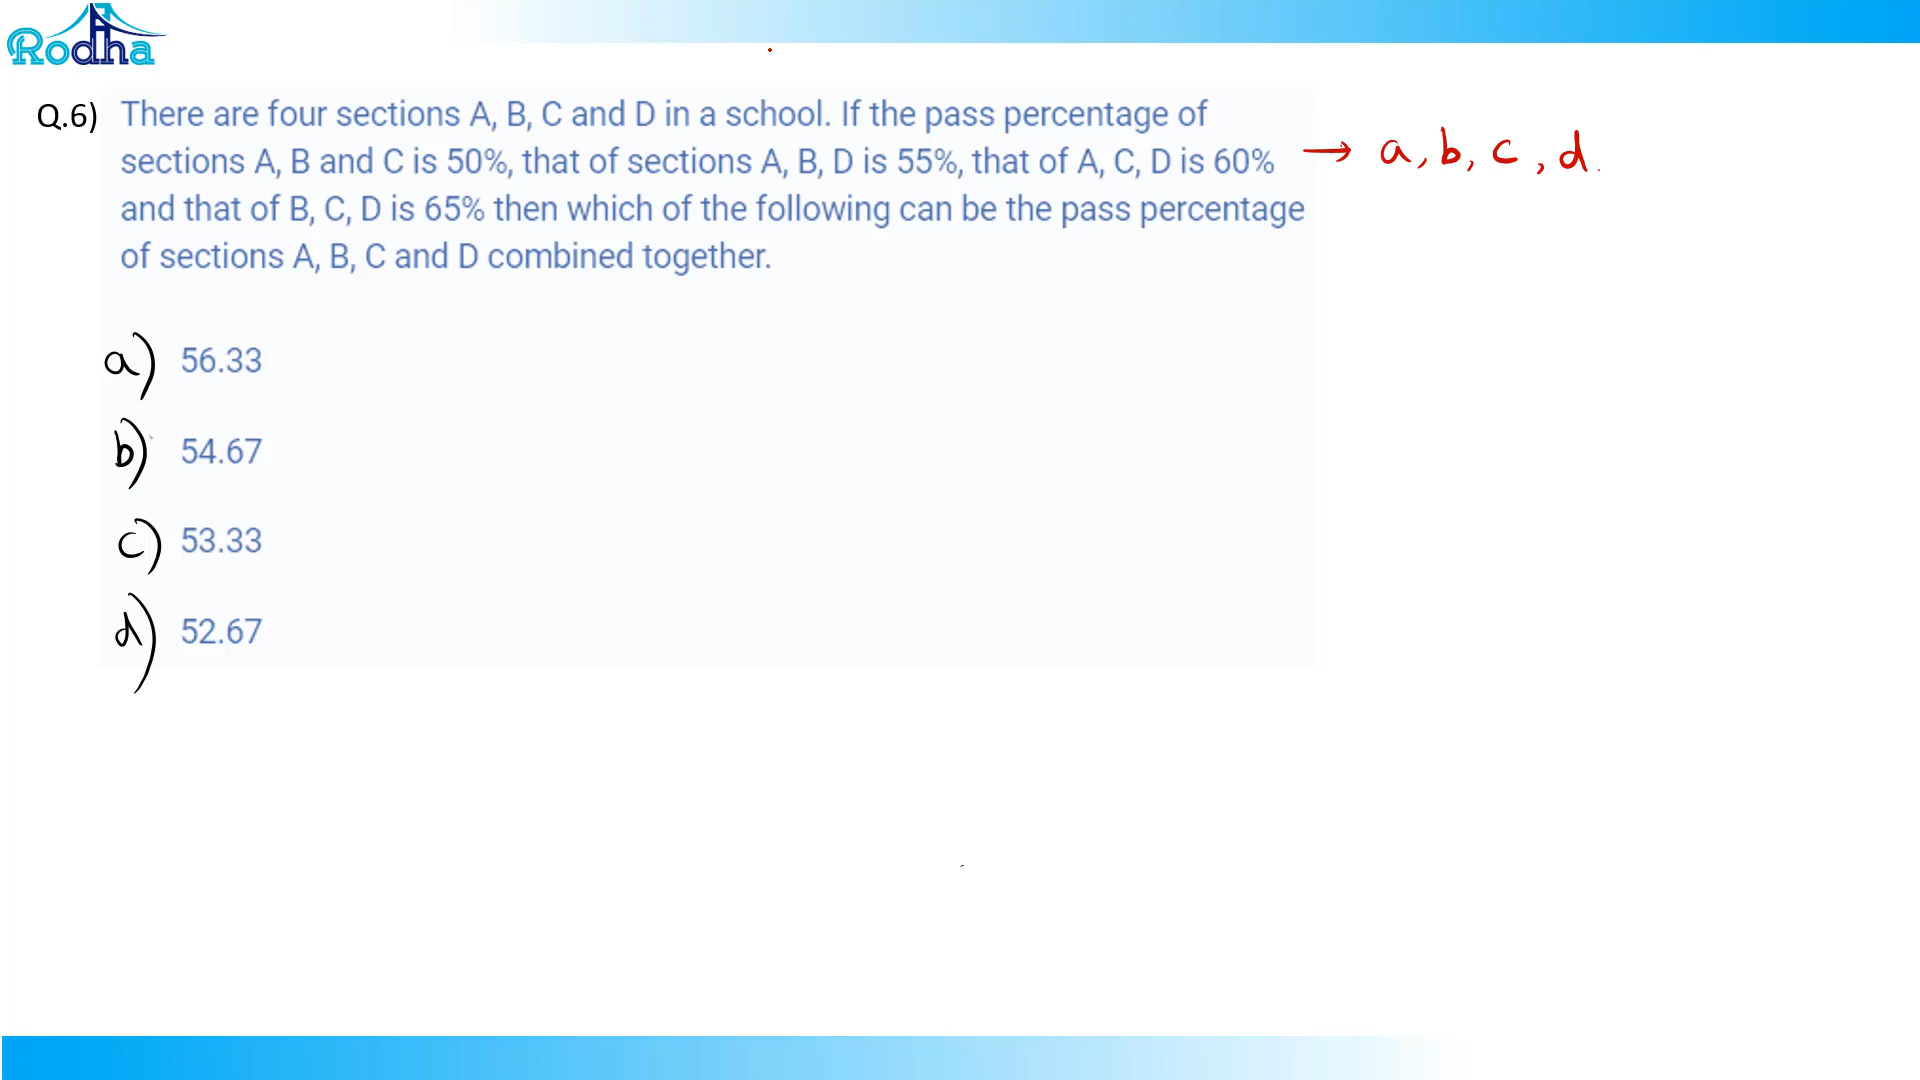 Rodha
Q.6) There are four sections A, B, C and D in a school. If the pass percentage of
sections A, B and C is 50%, that of sections A, B, D is 55%, that of A, C, D is 60% → a, b, c, d.
and that of B, C, D is 65% then which of the following can be the pass percentage
of sections A, B, C and D combined together.
a) 56.33
b) 54.67
c) 53.33
d) 52.67